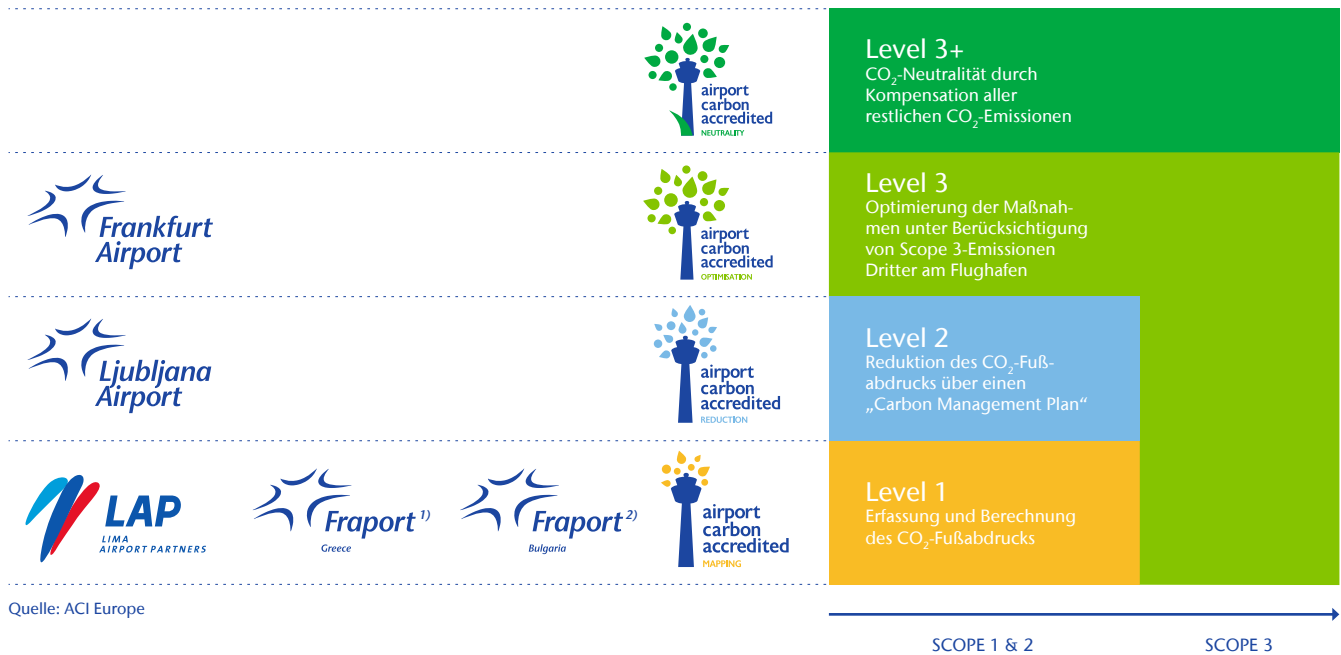 airport
carbon
accredited
NEUTRALITY
Level 3+
CO₂-Neutralität durch
Kompensation aller
restlichen CO₂-Emissionen
Frankfurt
Airport
airport
carbon
accredited
OPTIMISATION
Level 3
Optimierung der Maßnah-
men unter Berücksichtigung
von Scope 3-Emissionen
Dritter am Flughafen
Ljubljana
Airport
airport
carbon
accredited
REDUCTION
Level 2
Reduktion des CO₂-Fuß-
abdrucks über einen
„Carbon Management Plan“
LAP
LIMA
AIRPORT PARTNERS
Fraport 1)
Greece
Fraport 2)
Bulgaria
airport
carbon
accredited
MAPPING
Level 1
Erfassung und Berechnung
des CO₂-Fußabdrucks
Quelle: ACI Europe
SCOPE 1 & 2
SCOPE 3